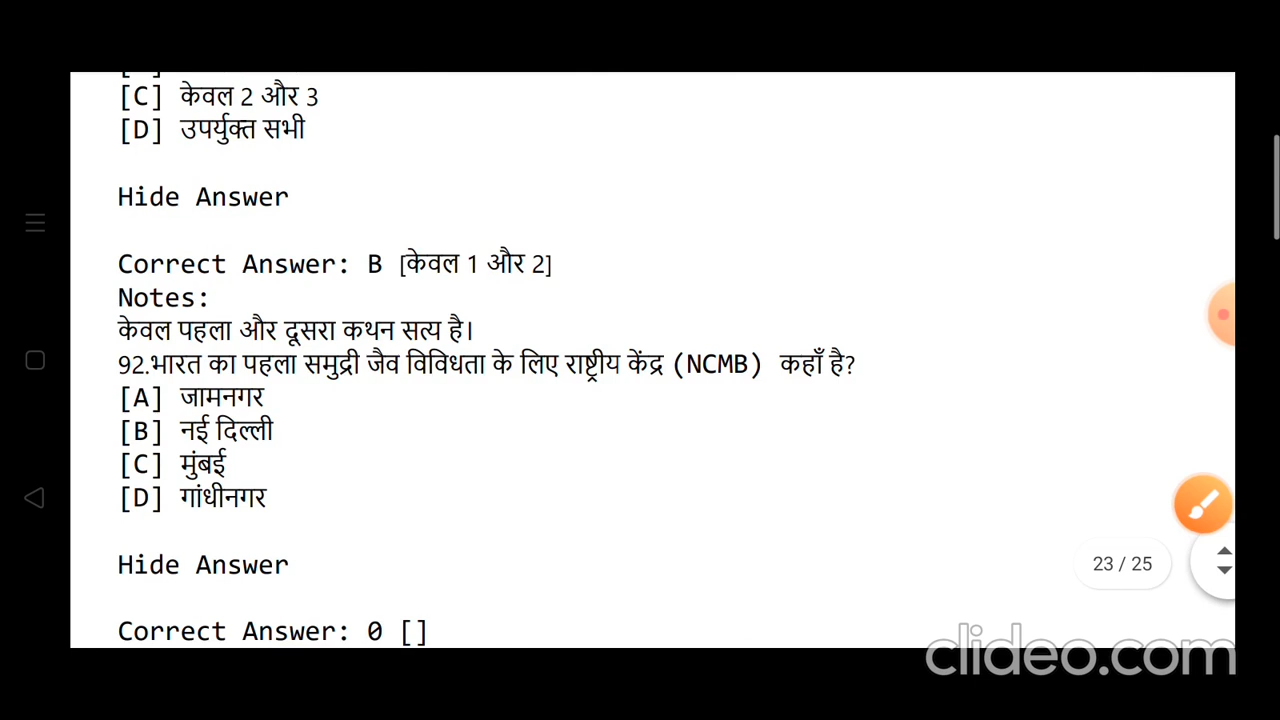 [C] केवल 2 और 3
[D] उपर्युक्त सभी
Hide Answer
Correct Answer: B [केवल 1 और 2]
Notes:
केवल पहला और दूसरा कथन सत्य है।
92.भारत का पहला समुद्री जैव विविधता के लिए राष्ट्रीय केंद्र (NCMB) कहाँ है?
[A] जामनगर
[B] नई दिल्ली
[C] मुंबई
[D] गांधीनगर
Hide Answer
23 / 25
Correct Answer: 0 []
clideo.com